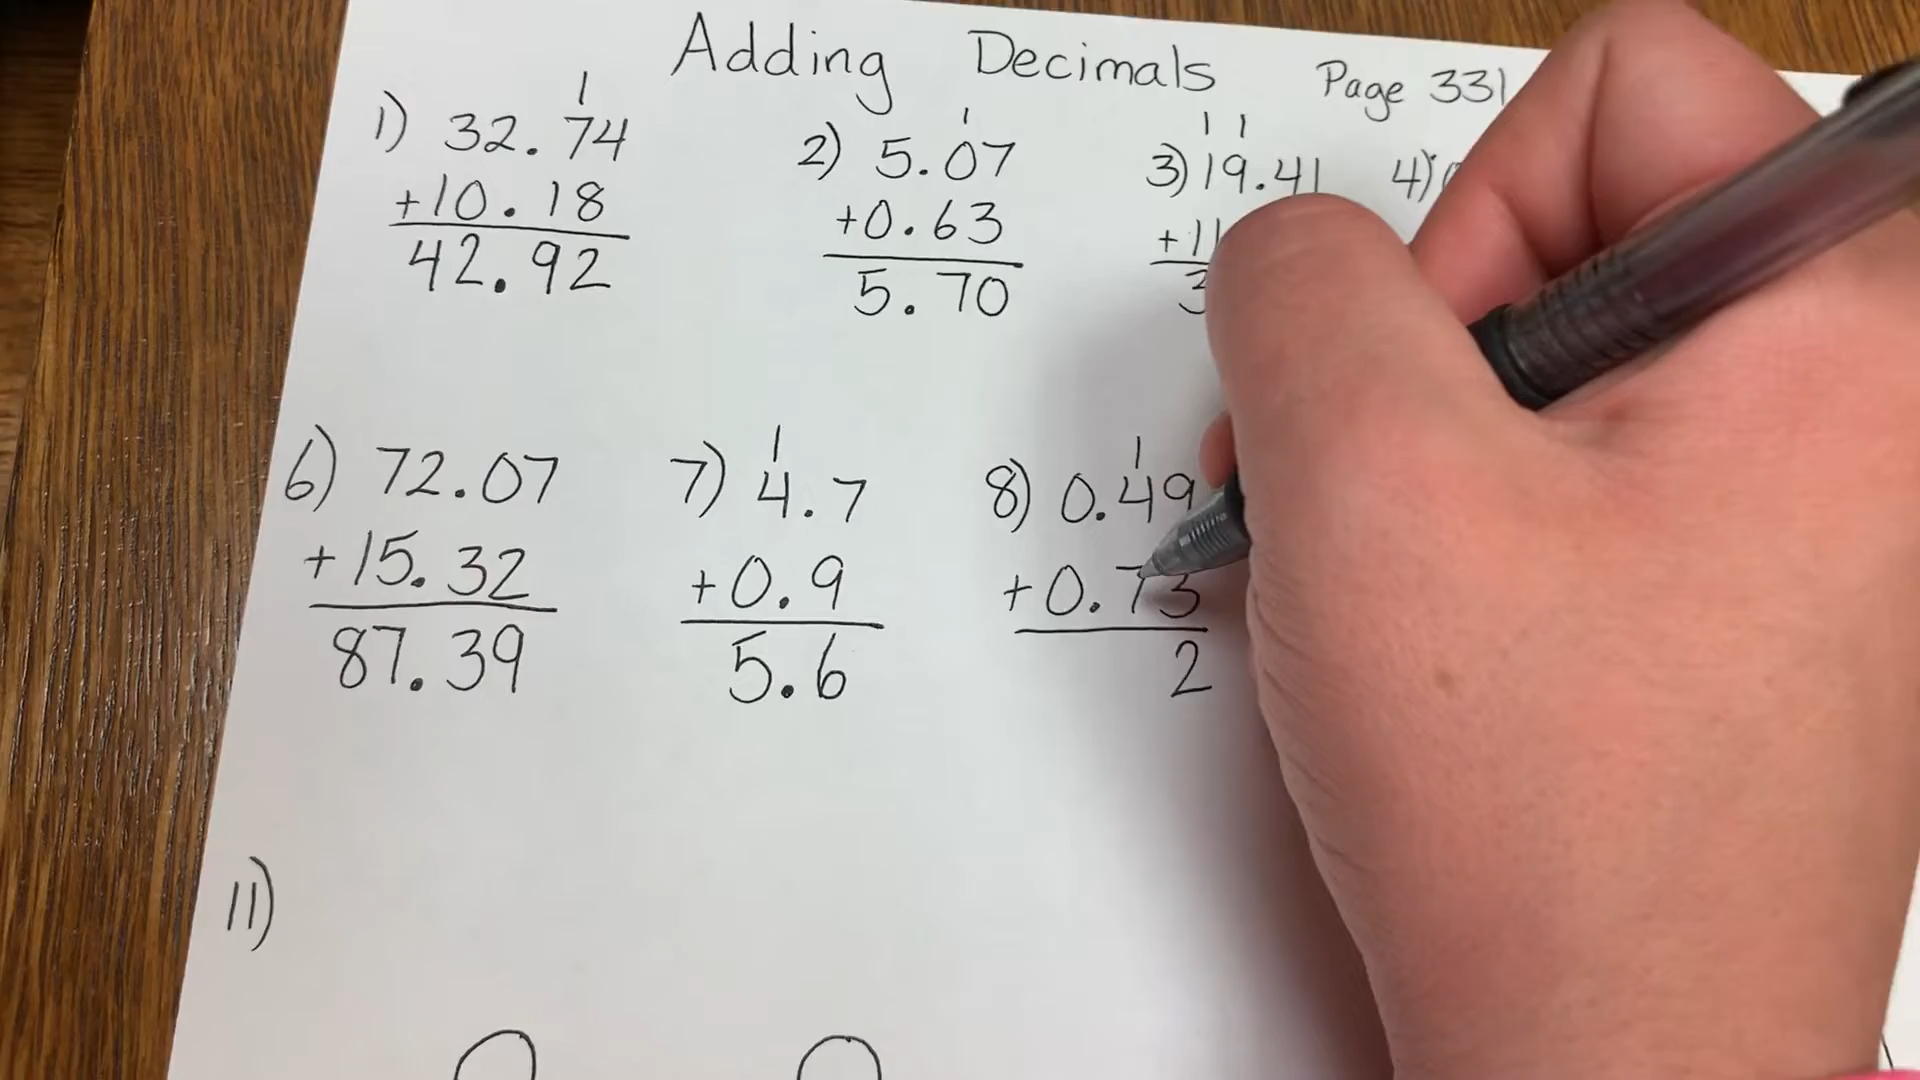 Adding Decimals Page 331
1 1 1 1
1) 32.74 2) 5.07 3) 19.41 4)
+10.18 +0.63 +11
42.92 5.70 3
1 1
6) 72.07 7) 4.7 8) 0.49
+15.32 +0.9 +0.73
87.39 5.6 2
11)